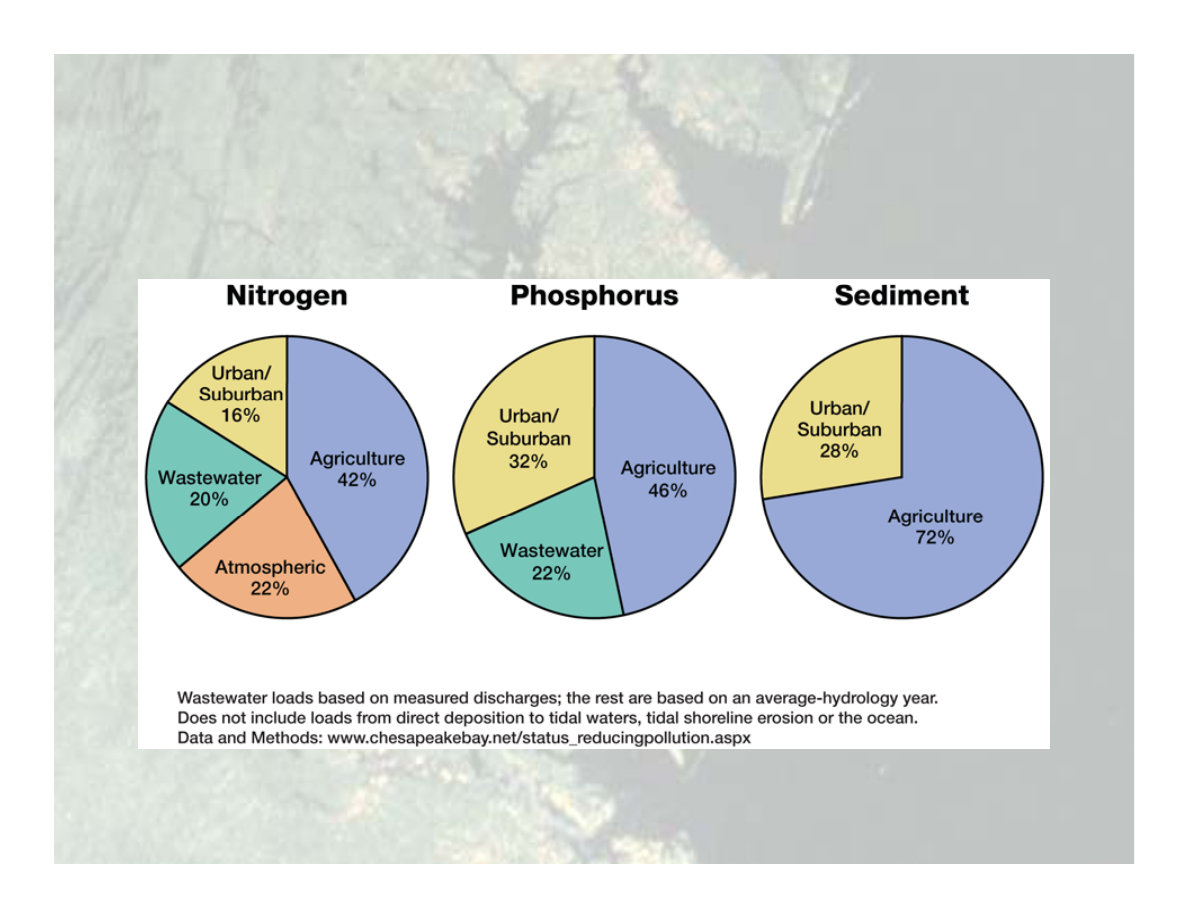 Nitrogen
Urban/
Suburban
16%
Agriculture
42%
Wastewater
20%
Atmospheric
22%
Phosphorus
Urban/
Suburban
32%
Agriculture
46%
Wastewater
22%
Sediment
Urban/
Suburban
28%
Agriculture
72%
Wastewater loads based on measured discharges; the rest are based on an average-hydrology year.
Does not include loads from direct deposition to tidal waters, tidal shoreline erosion or the ocean.
Data and Methods: www.chesapeakebay.net/status_reducingpollution.aspx